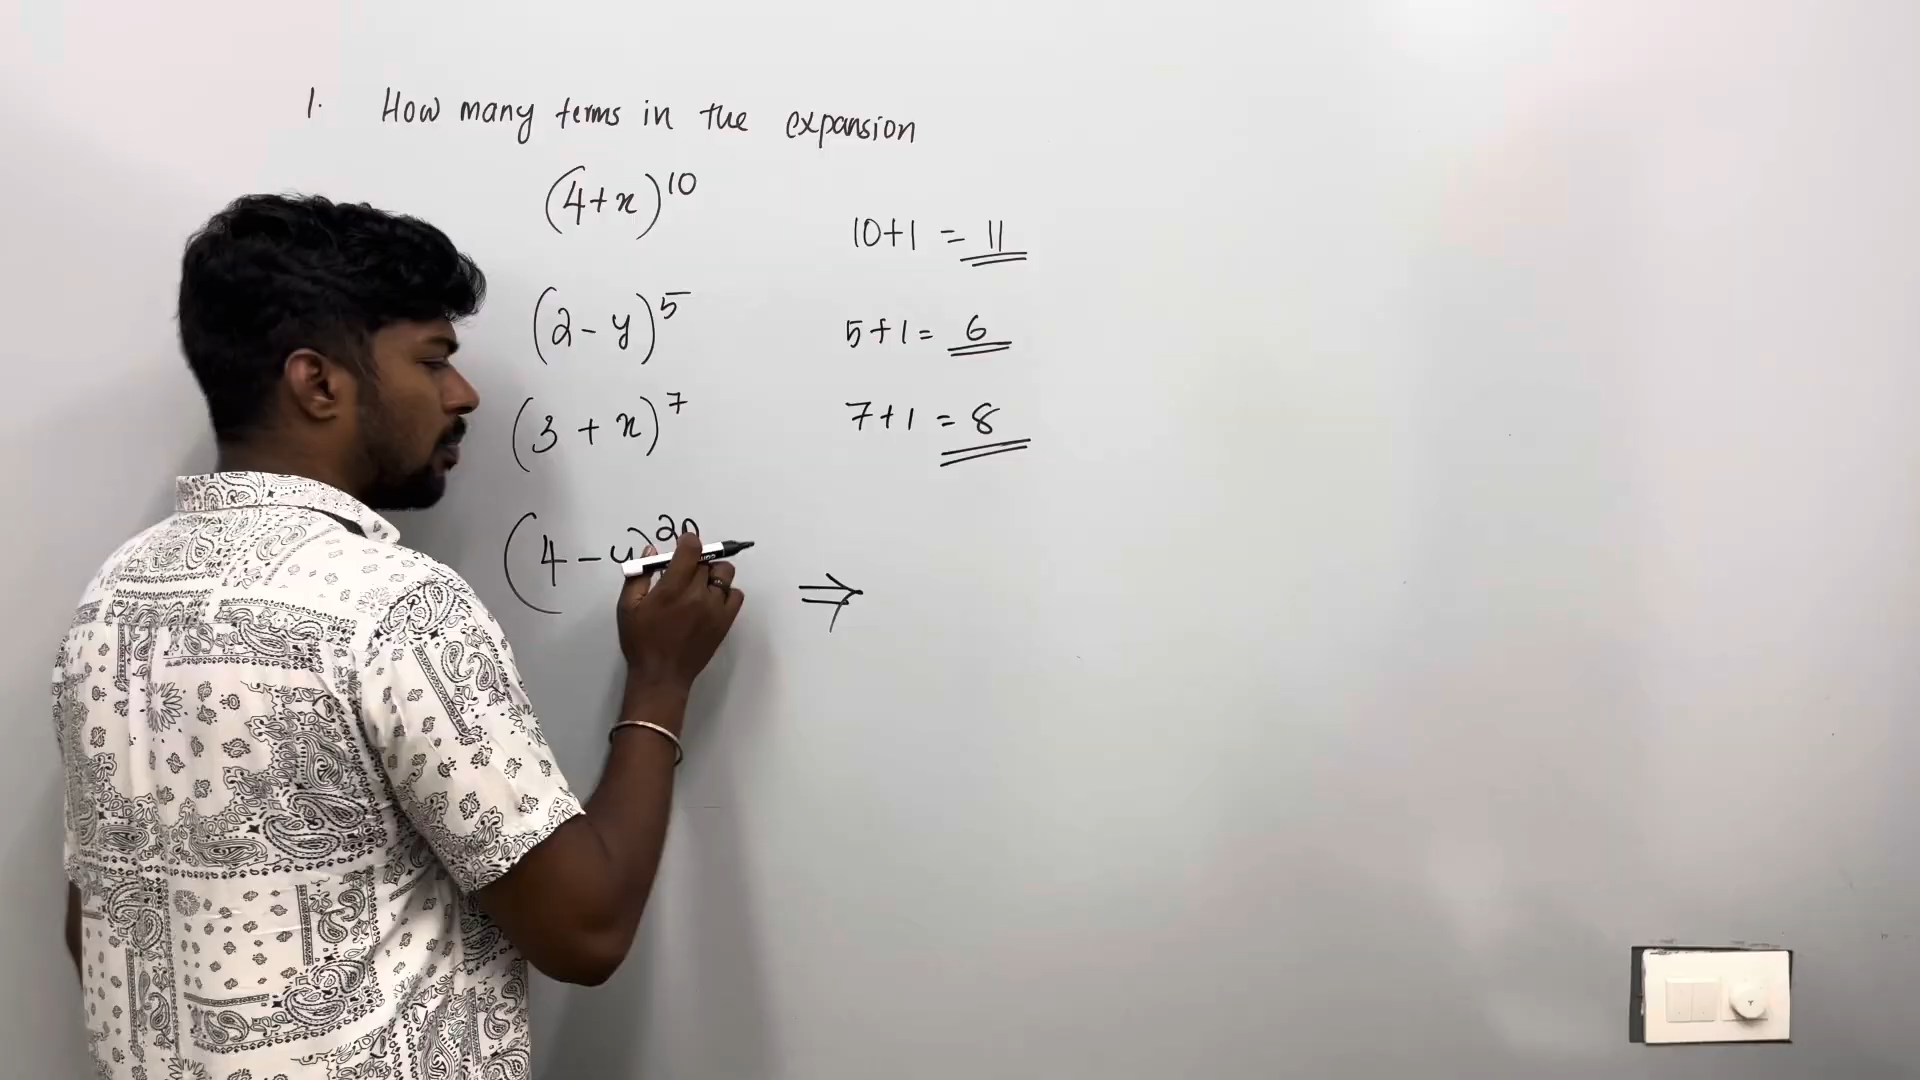 1. How many terms in the expansion
(4+x)^10
10+1 = 11
(2-y)^5
5+1 = 6
(3+x)^7
7+1 = 8
(4-y)^20 ⇒